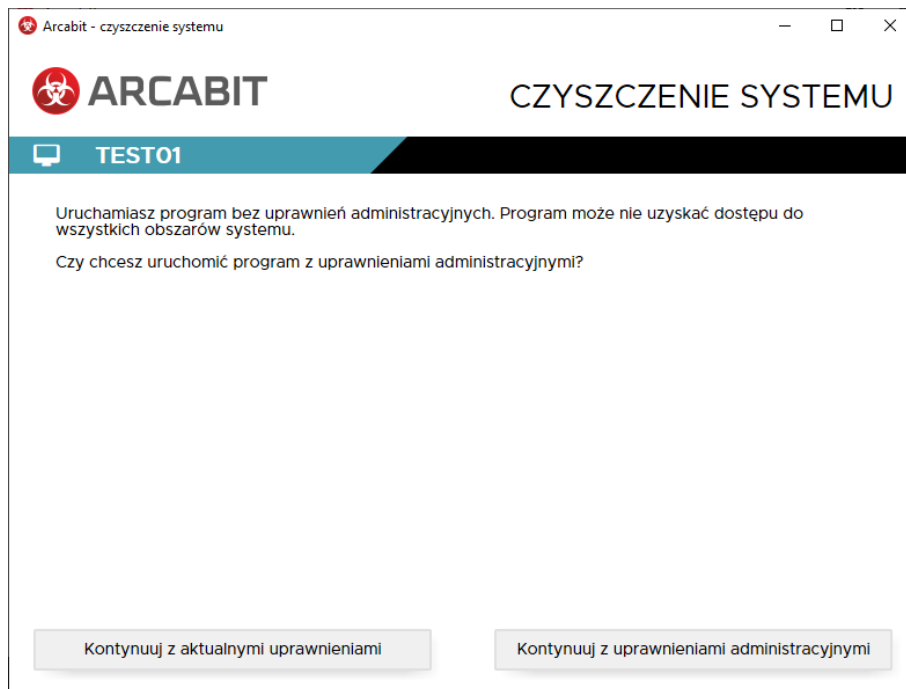 Arcabit - czyszczenie systemu
ARCABIT
CZYSZCZENIE SYSTEMU
TEST01
Uruchamiasz program bez uprawnień administracyjnych. Program może nie uzyskać dostępu do
wszystkich obszarów systemu.
Czy chcesz uruchomić program z uprawnieniami administracyjnymi?
Kontynuuj z aktualnymi uprawnieniami
Kontynuuj z uprawnieniami administracyjnymi